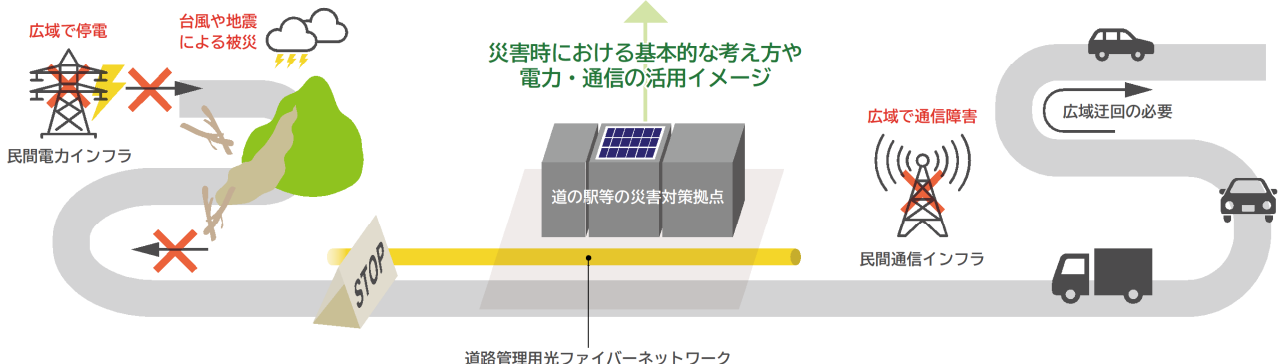 広域で停電
台風や地震
による被災
災害時における基本的な考え方や
電力・通信の活用イメージ
広域迂回の必要
広域で通信障害
民間電力インフラ
道の駅等の災害対策拠点
STOP
民間通信インフラ
道路管理用光ファイバーネットワーク